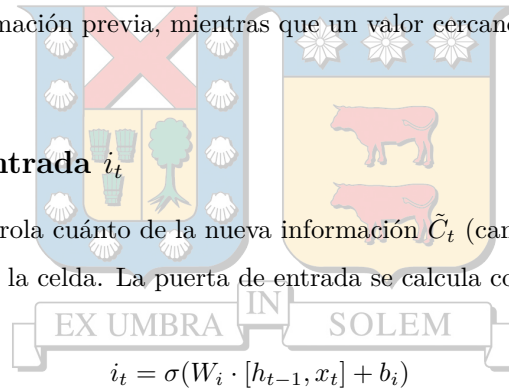 mación previa, mientras que un valor cercano
ntrada i_t
rola cuánto de la nueva información C̃_t (can
la celda. La puerta de entrada se calcula co
EX UMBRA IN SOLEM
i_t = σ(W_i · [h_{t−1}, x_t] + b_i)